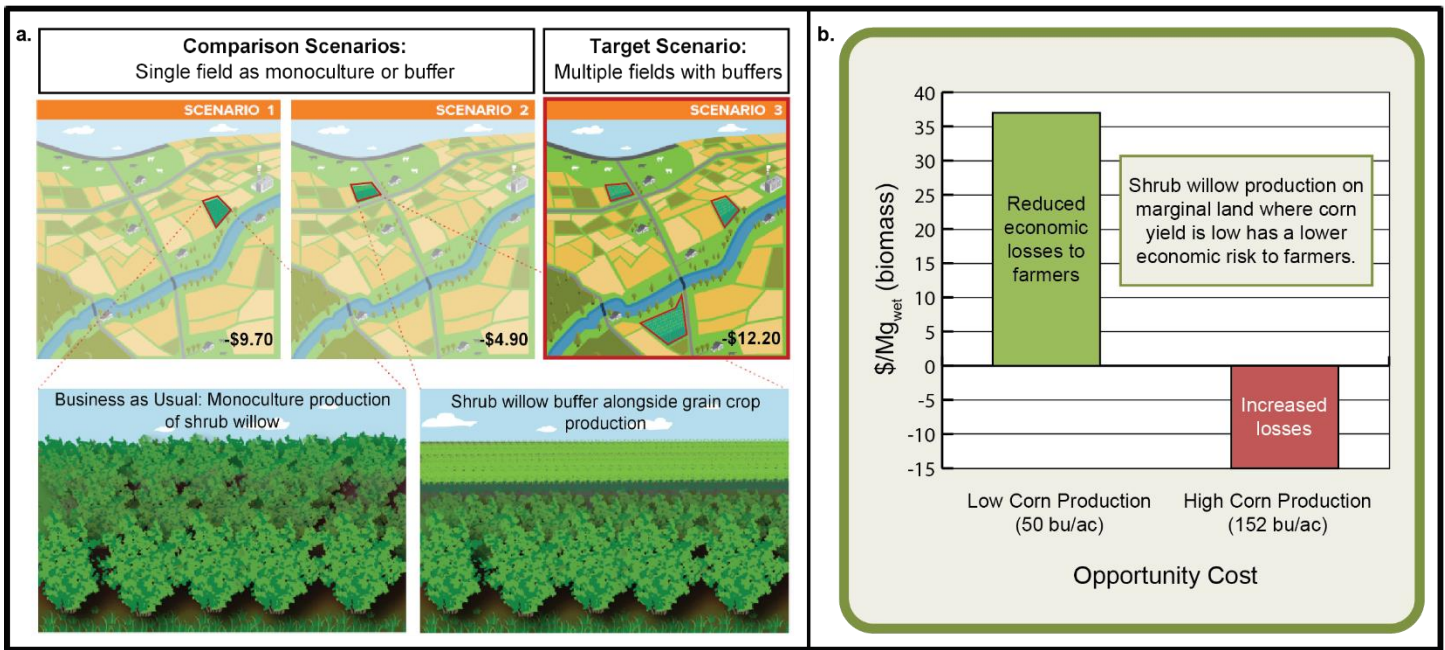 a.
Comparison Scenarios:
Single field as monoculture or buffer
Target Scenario:
Multiple fields with buffers
SCENARIO 1
-$9.70
SCENARIO 2
-$4.90
SCENARIO 3
-$12.20
Business as Usual: Monoculture production
of shrub willow
Shrub willow buffer alongside grain crop
production
b.
$/Mgwet (biomass)
40
35
30
25
20
15
10
5
0
-5
-10
-15
Reduced
economic
losses to
farmers
Shrub willow production on
marginal land where corn
yield is low has a lower
economic risk to farmers.
Increased
losses
Low Corn Production
(50 bu/ac)
High Corn Production
(152 bu/ac)
Opportunity Cost